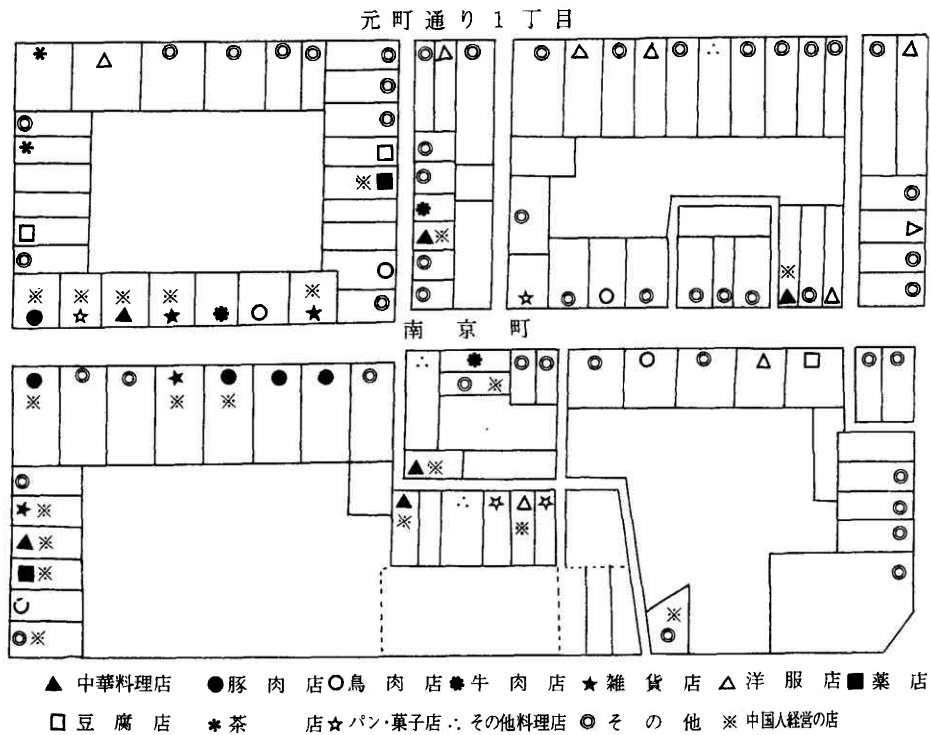 元町通り1丁目
南京町
▲ 中華料理店 ●豚肉店 ○鳥肉店 牛肉店 ★雑貨店 △洋服店 ■薬店
□豆腐店 *茶店 ☆パン・菓子店 ∴その他料理店 ◎その他 ※中国人経営の店